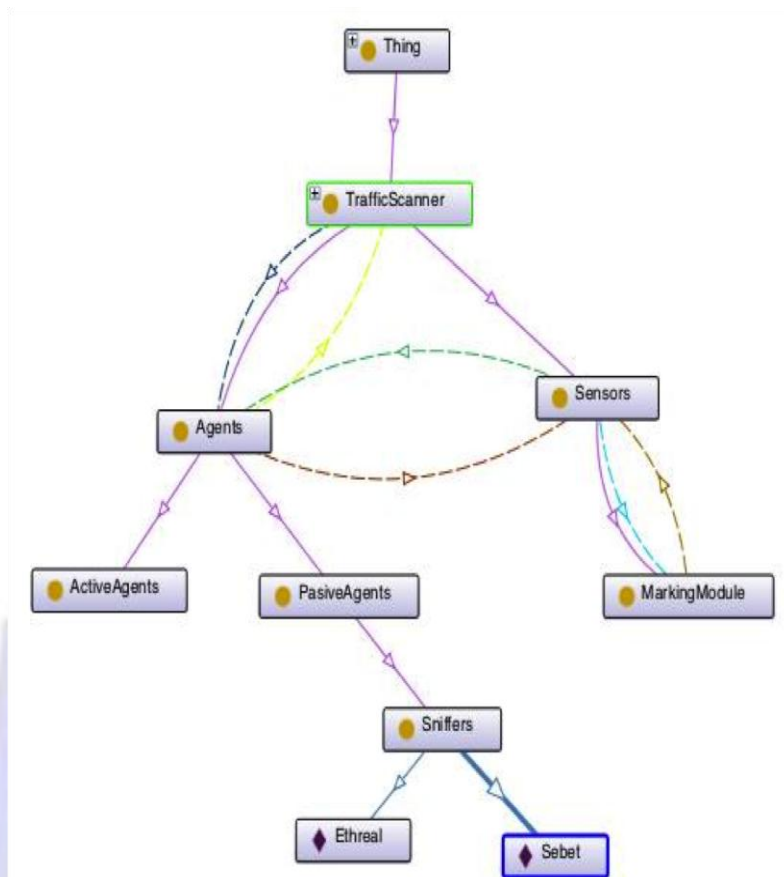 Thing
TrafficScanner
Sensors
Agents
ActiveAgents
PasiveAgents
MarkingModule
Sniffers
Ethreal
Sebet